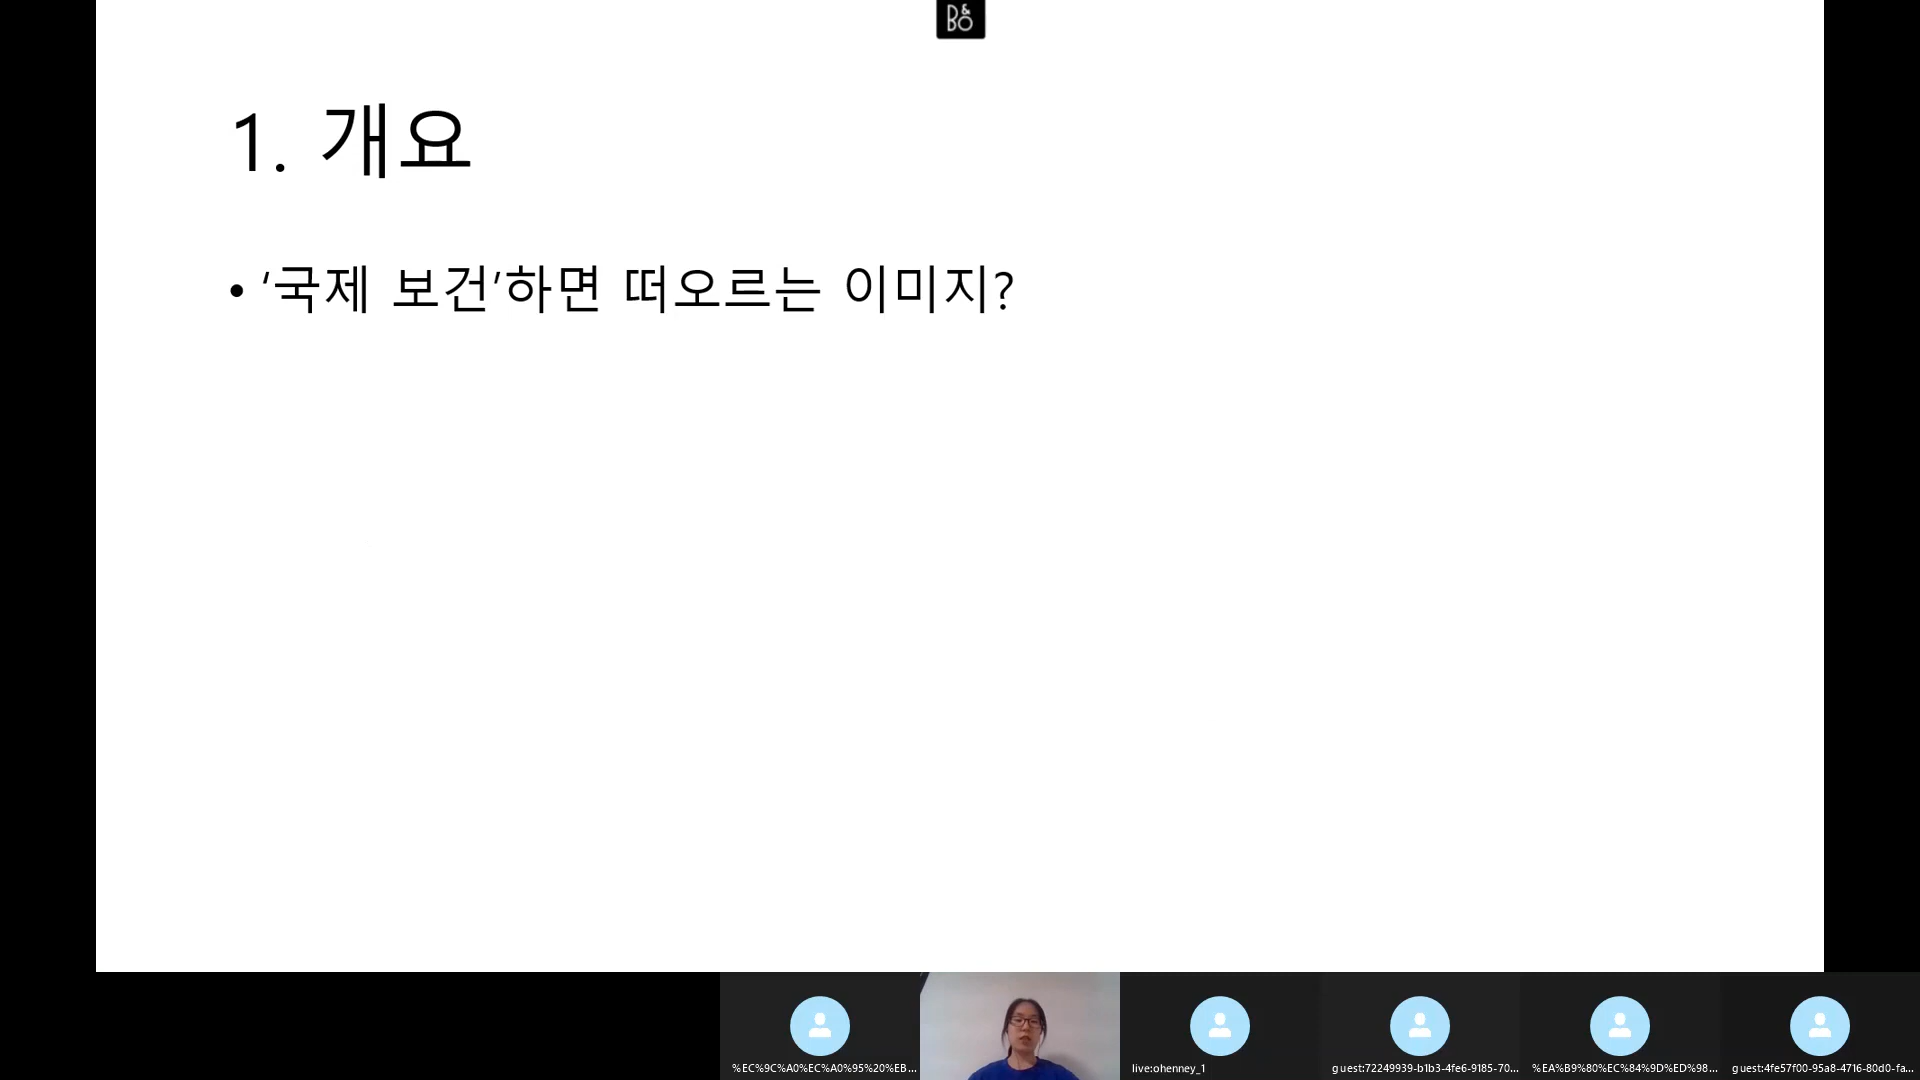 B&O
1. 개요
• ‘국제 보건’하면 떠오르는 이미지?
%EC%9C%A0%EC%A0%95%20%EB...
live:ohenney_1
guest:72249939-b1b3-4fe6-9185-70...
%EA%B9%80%EC%84%9D%ED%98...
guest:4fe57f00-95a8-4716-80d0-fa...